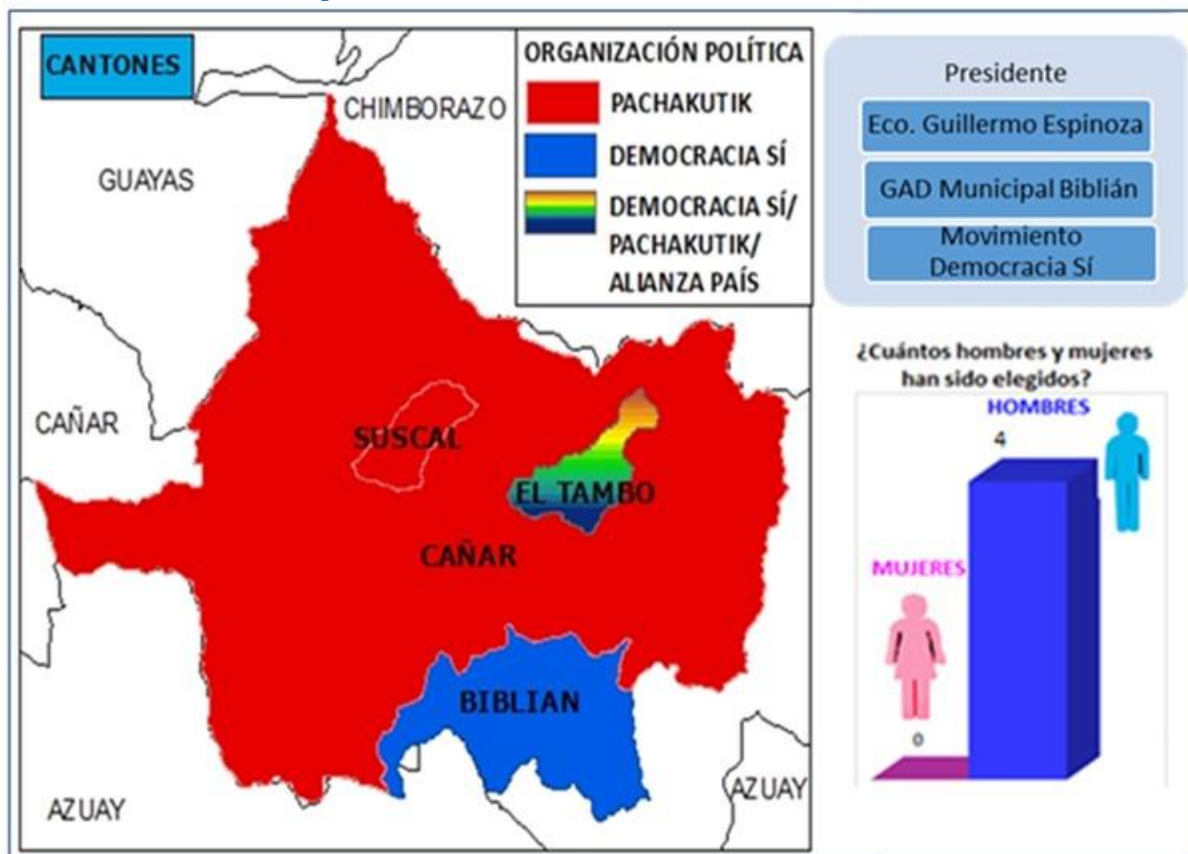 CANTONES
CHIMBORAZO
GUAYAS
CAÑAR
SUSCAL
EL TAMBO
CAÑAR
BIBLIAN
AZUAY
AZUAY
ORGANIZACIÓN POLÍTICA
PACHAKUTIK
DEMOCRACIA SÍ
DEMOCRACIA SÍ/
PACHAKUTIK/
ALIANZA PAÍS
Presidente
Eco. Guillermo Espinoza
GAD Municipal Biblián
Movimiento
Democracia Sí
¿Cuántos hombres y mujeres
han sido elegidos?
HOMBRES
4
MUJERES
0